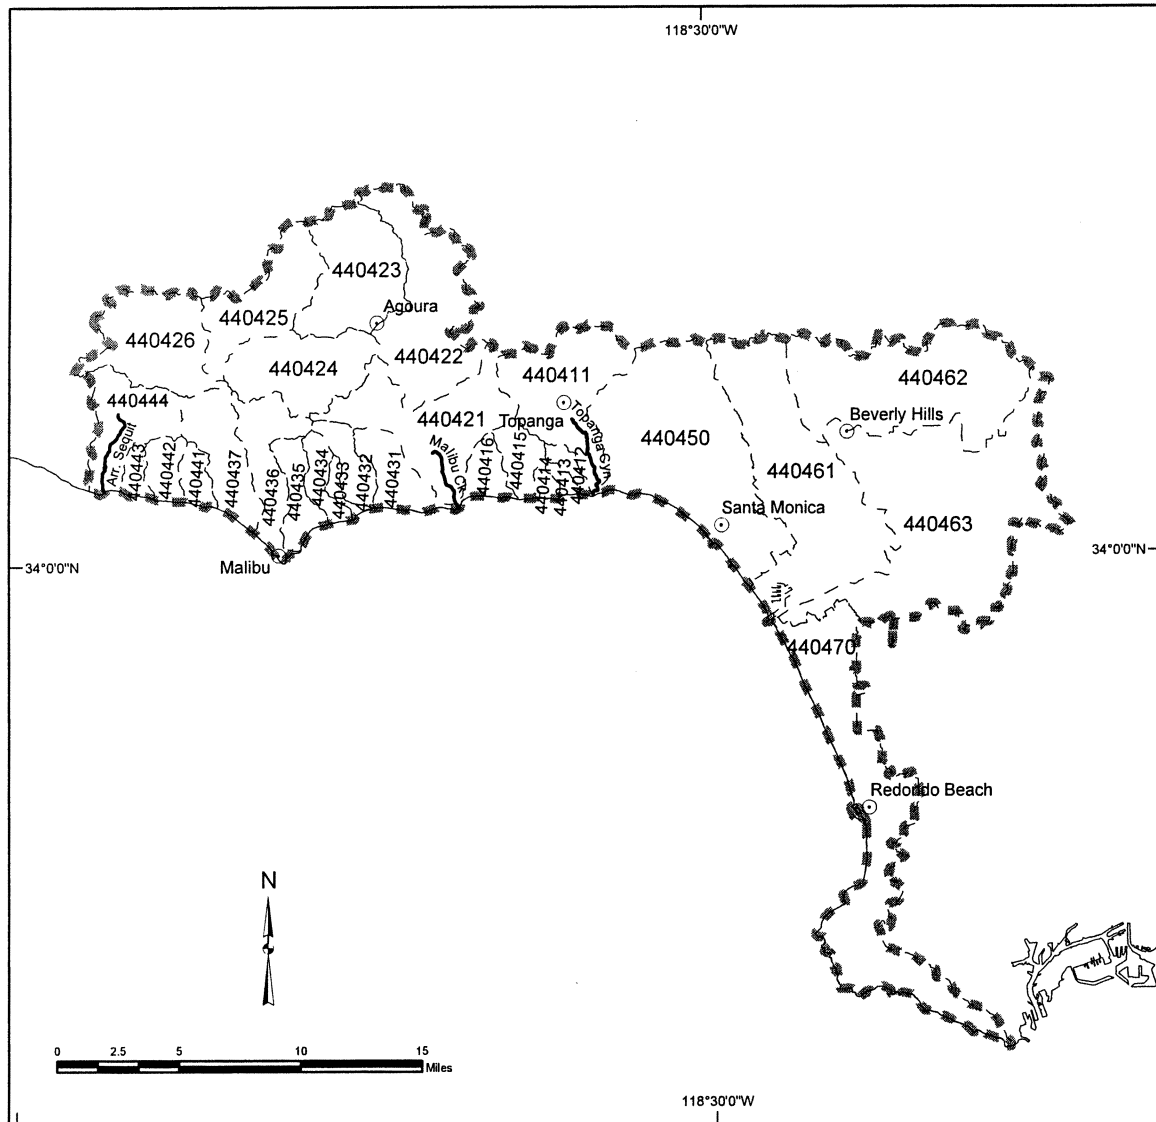 118°30'0"W
440423
Agoura
440425
440426
440422
440424
440411
440462
440444
Topanga
Topanga Cyn.
Beverly Hills
440421
440450
Arr. Sequit
440443
440442
440441
440437
440436
440435
440434
440433
440432
440431
Malibu Cr.
440416
440415
440414
440413
440412
440461
Santa Monica
440463
Malibu
34°0'0"N
34°0'0"N
440470
Redondo Beach
N
0 2.5 5 10 15
Miles
118°30'0"W